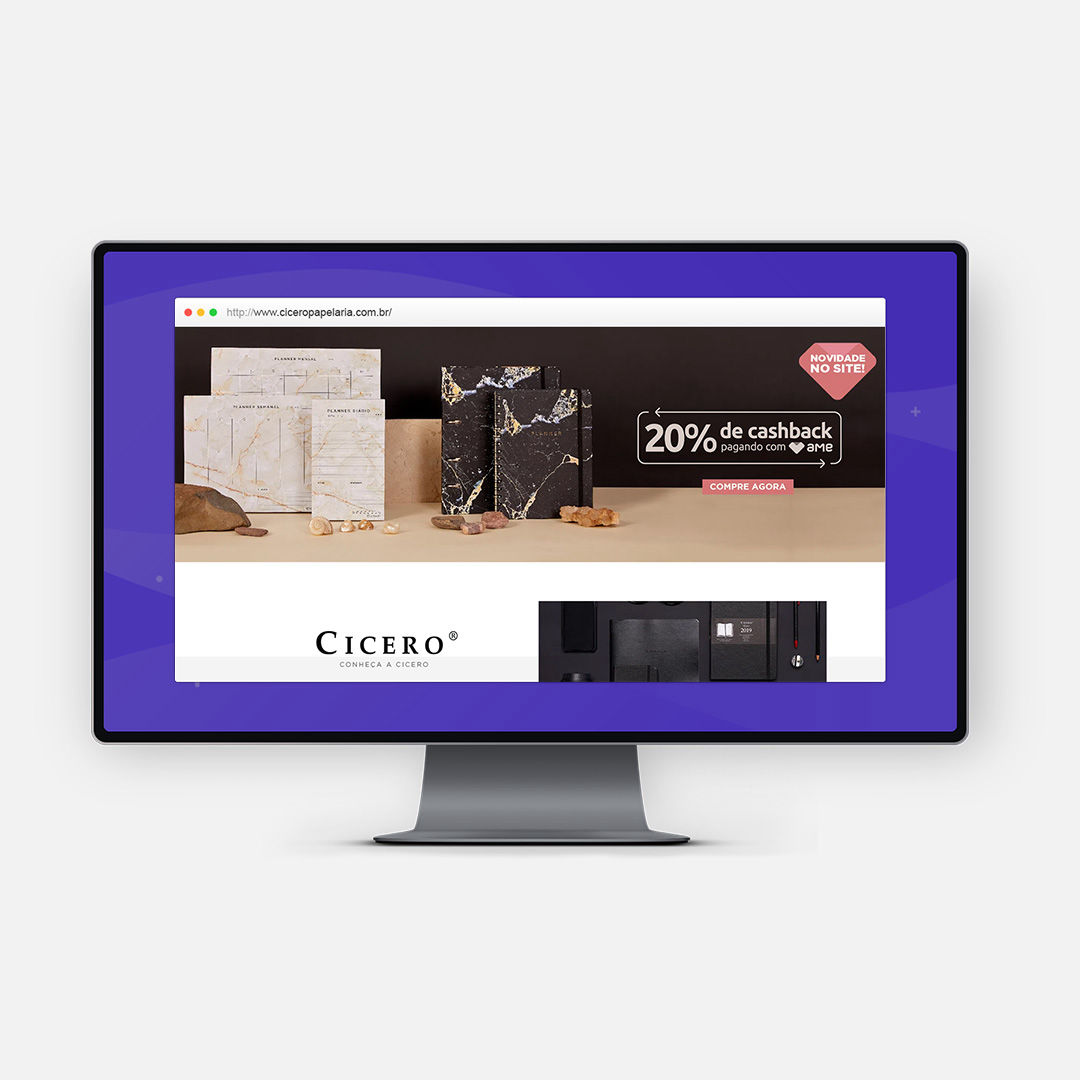 http://www.ciceropapelaria.com.br/
NOVIDADE
NO SITE!
PLANNER MENSAL
PLANNER SEMANAL
PLANNER DIÁRIO
PLANNER
20% de cashback
pagando com ame
COMPRE AGORA
CICERO®
CONHEÇA A CICERO
2019